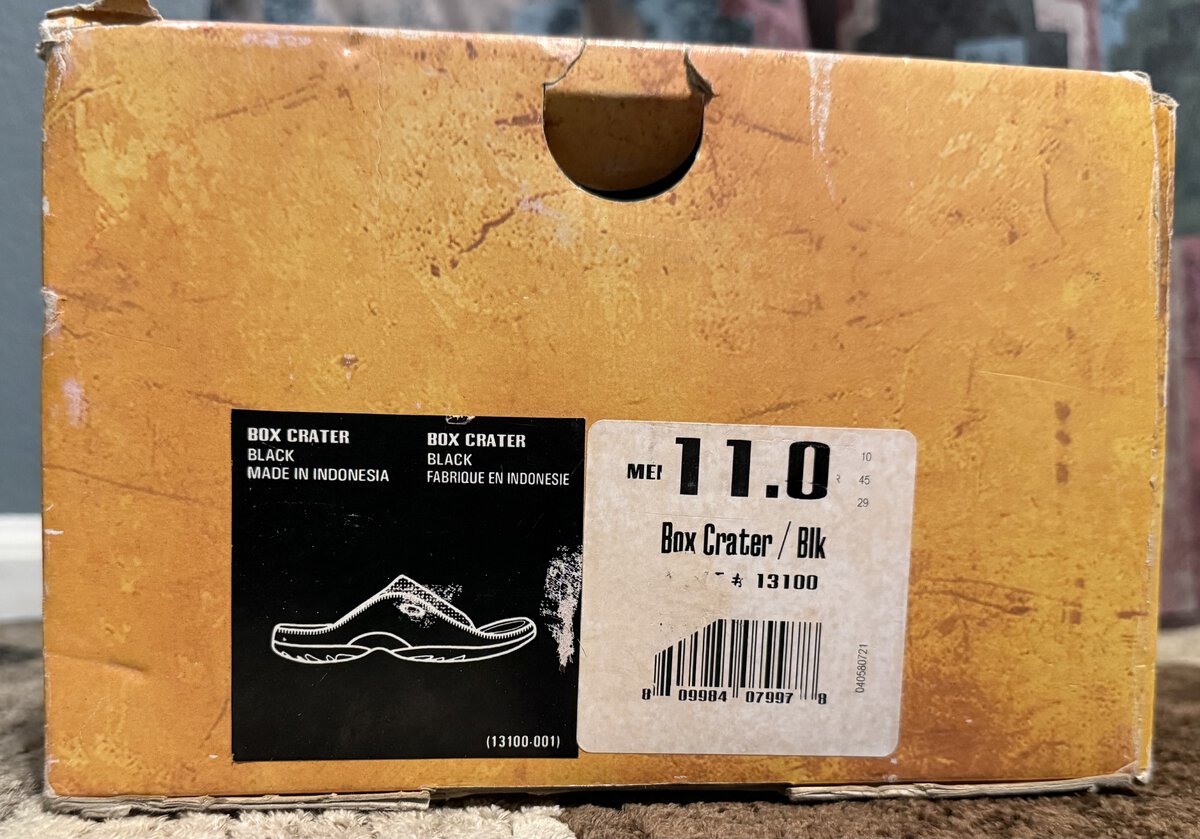 BOX CRATER
BLACK
MADE IN INDONESIA
BOX CRATER
BLACK
FABRIQUE EN INDONESIE
(13100-001)
11.0
10
45
29
Box Crater / Blk
# 13100
8 09984 07997 8
040580721